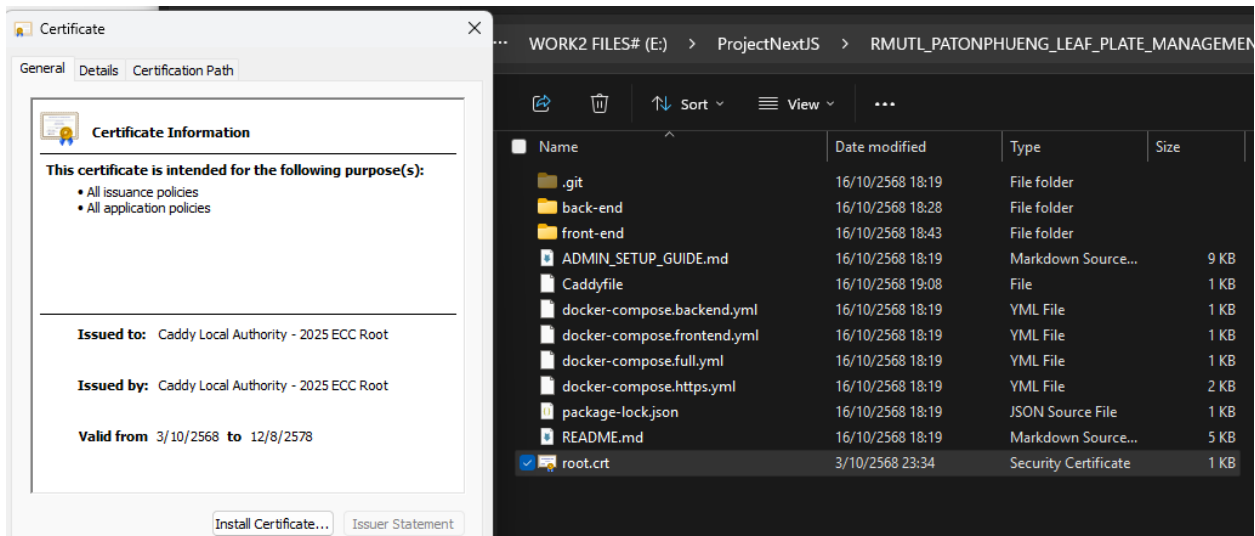 Certificate
General Details Certification Path
Certificate Information
This certificate is intended for the following purpose(s):
• All issuance policies
• All application policies
Issued to: Caddy Local Authority - 2025 ECC Root
Issued by: Caddy Local Authority - 2025 ECC Root
Valid from 3/10/2568 to 12/8/2578
Install Certificate... Issuer Statement
... WORK2 FILES# (E:) > ProjectNextJS > RMUTL_PATONPHUENG_LEAF_PLATE_MANAGEMEN
Sort View ...
Name Date modified Type Size
.git 16/10/2568 18:19 File folder
back-end 16/10/2568 18:28 File folder
front-end 16/10/2568 18:43 File folder
ADMIN_SETUP_GUIDE.md 16/10/2568 18:19 Markdown Source... 9 KB
Caddyfile 16/10/2568 19:08 File 1 KB
docker-compose.backend.yml 16/10/2568 18:19 YML File 1 KB
docker-compose.frontend.yml 16/10/2568 18:19 YML File 1 KB
docker-compose.full.yml 16/10/2568 18:19 YML File 1 KB
docker-compose.https.yml 16/10/2568 18:19 YML File 2 KB
package-lock.json 16/10/2568 18:19 JSON Source File 1 KB
README.md 16/10/2568 18:19 Markdown Source... 5 KB
root.crt 3/10/2568 23:34 Security Certificate 1 KB